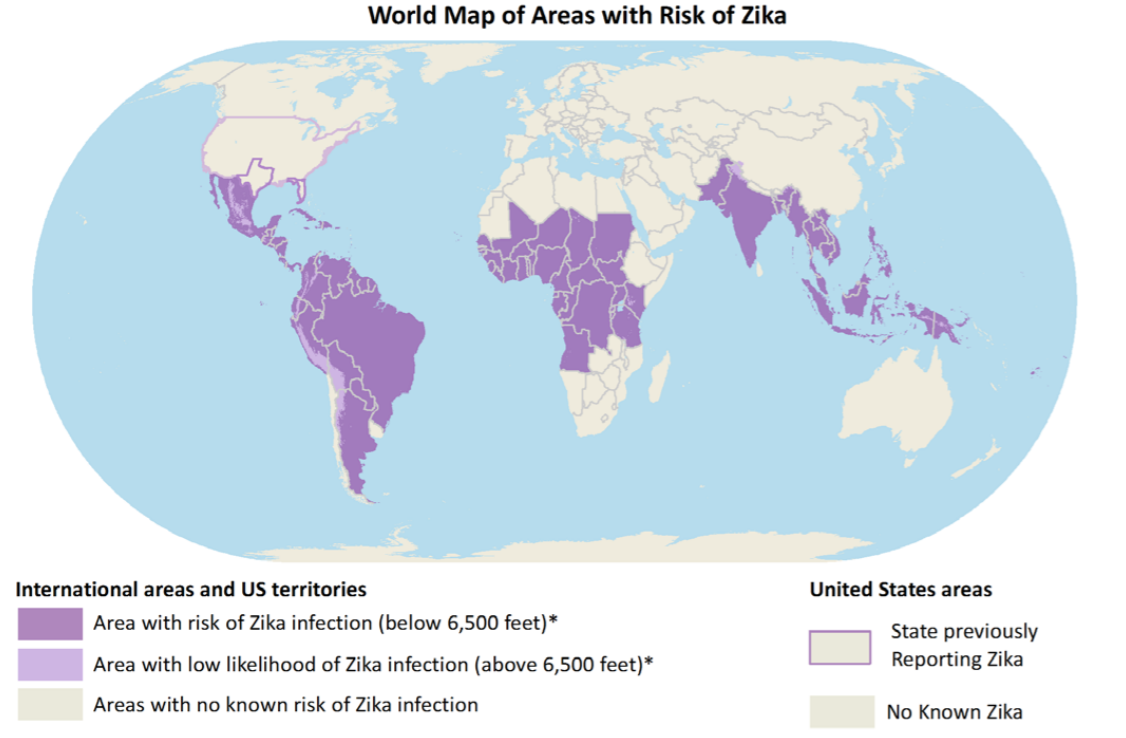 World Map of Areas with Risk of Zika
International areas and US territories
Area with risk of Zika infection (below 6,500 feet)*
Area with low likelihood of Zika infection (above 6,500 feet)*
Areas with no known risk of Zika infection
United States areas
State previously
Reporting Zika
No Known Zika